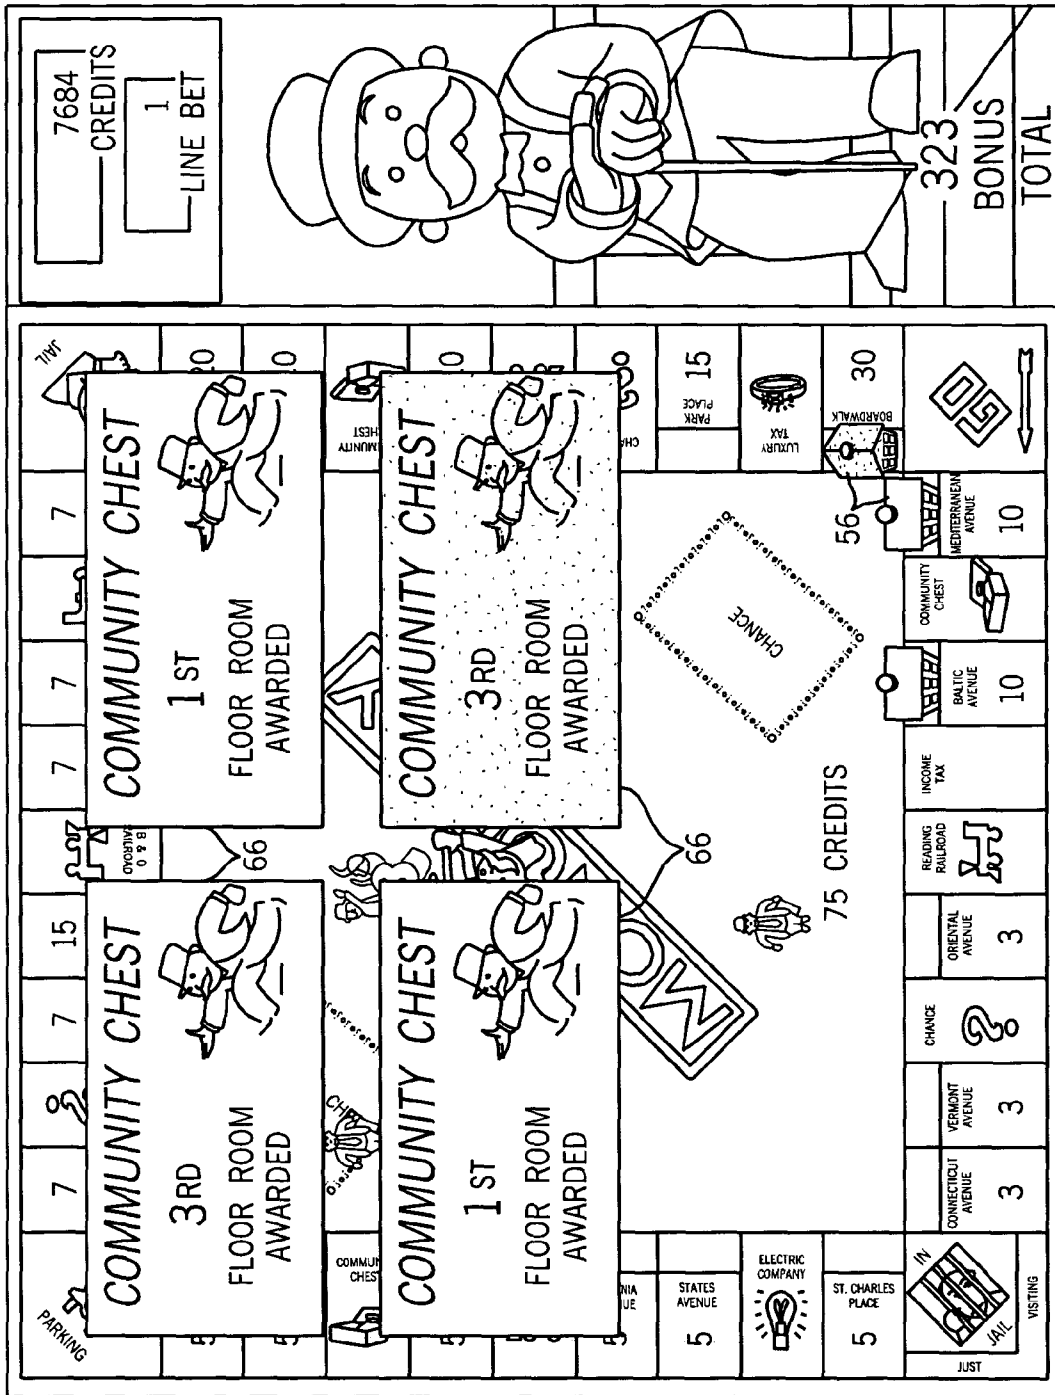 PARKING
7
7
15
7
7
7
JAIL
B & O
COMMUNITY CHEST
3RD
FLOOR ROOM
AWARDED
COMMUNITY CHEST
1ST
FLOOR ROOM
AWARDED
66
COMMUNITY CHEST
1ST
FLOOR ROOM
AWARDED
COMMUNITY CHEST
3RD
FLOOR ROOM
AWARDED
66
CHEST
STATES
AVENUE
5
ELECTRIC
COMPANY
ST. CHARLES
PLACE
5
CHANCE
75 CREDITS
56
PARK
PLACE
15
LUXURY
TAX
BOARDWALK
30
IN
JAIL
JUST
VISITING
CONNECTICUT
AVENUE
3
VERMONT
AVENUE
3
CHANCE
ORIENTAL
AVENUE
3
READING
RAILROAD
INCOME
TAX
BALTIC
AVENUE
10
COMMUNITY
CHEST
MEDITERRANEAN
AVENUE
10
GO
7684
CREDITS
1
LINE BET
323
BONUS
TOTAL